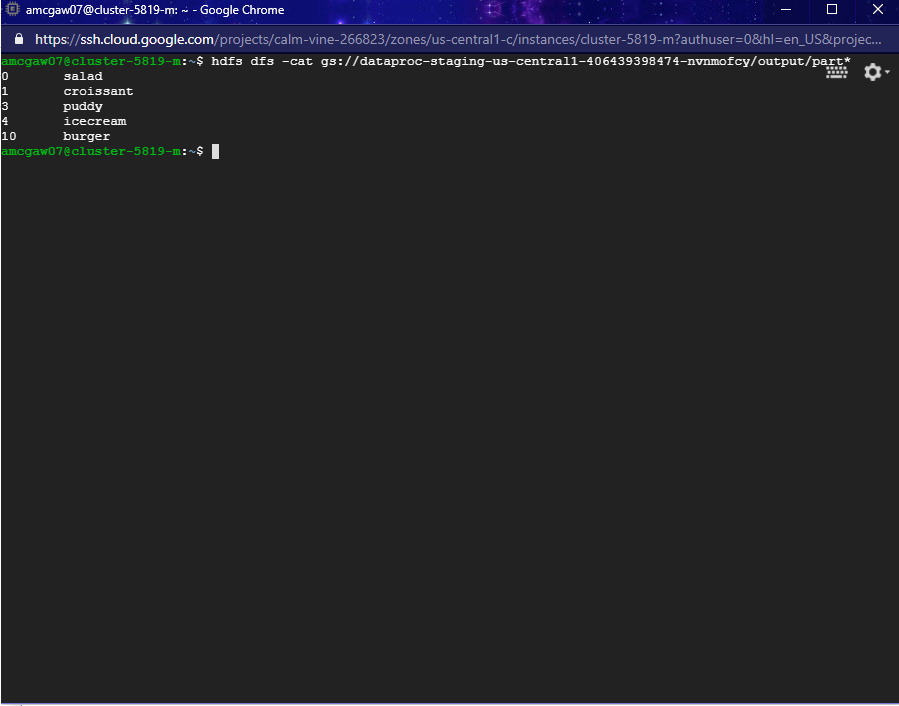 amcgaw07@cluster-5819-m: ~ - Google Chrome
https://ssh.cloud.google.com/projects/calm-vine-266823/zones/us-central1-c/instances/cluster-5819-m?authuser=0&hl=en_US&projec...
amcgaw07@cluster-5819-m:~$ hdfs dfs -cat gs://dataproc-staging-us-central1-406439398474-nvnmofcy/output/part*
0 salad
1 croissant
3 puddy
4 icecream
10 burger
amcgaw07@cluster-5819-m:~$